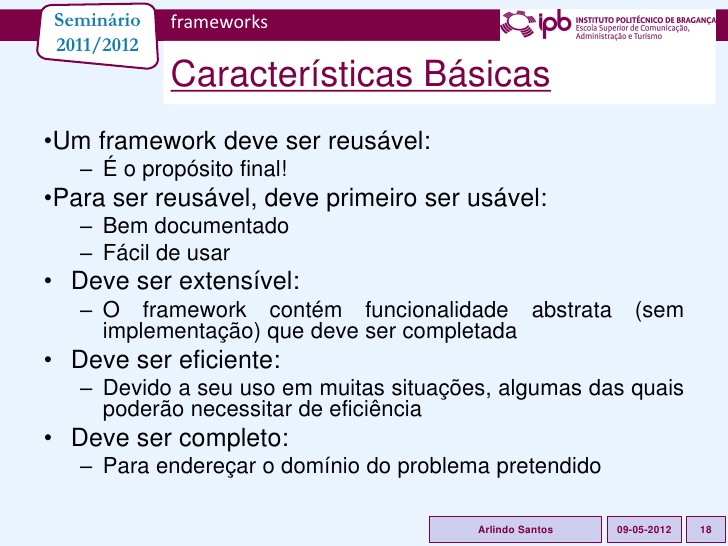 Seminário
2011/2012
frameworks
ipb INSTITUTO POLITÉCNICO DE BRAGANÇA
Escola Superior de Comunicação,
Administração e Turismo
Características Básicas
•Um framework deve ser reusável:
– É o propósito final!
•Para ser reusável, deve primeiro ser usável:
– Bem documentado
– Fácil de usar
• Deve ser extensível:
– O framework contém funcionalidade abstrata (sem
implementação) que deve ser completada
• Deve ser eficiente:
– Devido a seu uso em muitas situações, algumas das quais
poderão necessitar de eficiência
• Deve ser completo:
– Para endereçar o domínio do problema pretendido
Arlindo Santos 09-05-2012 18